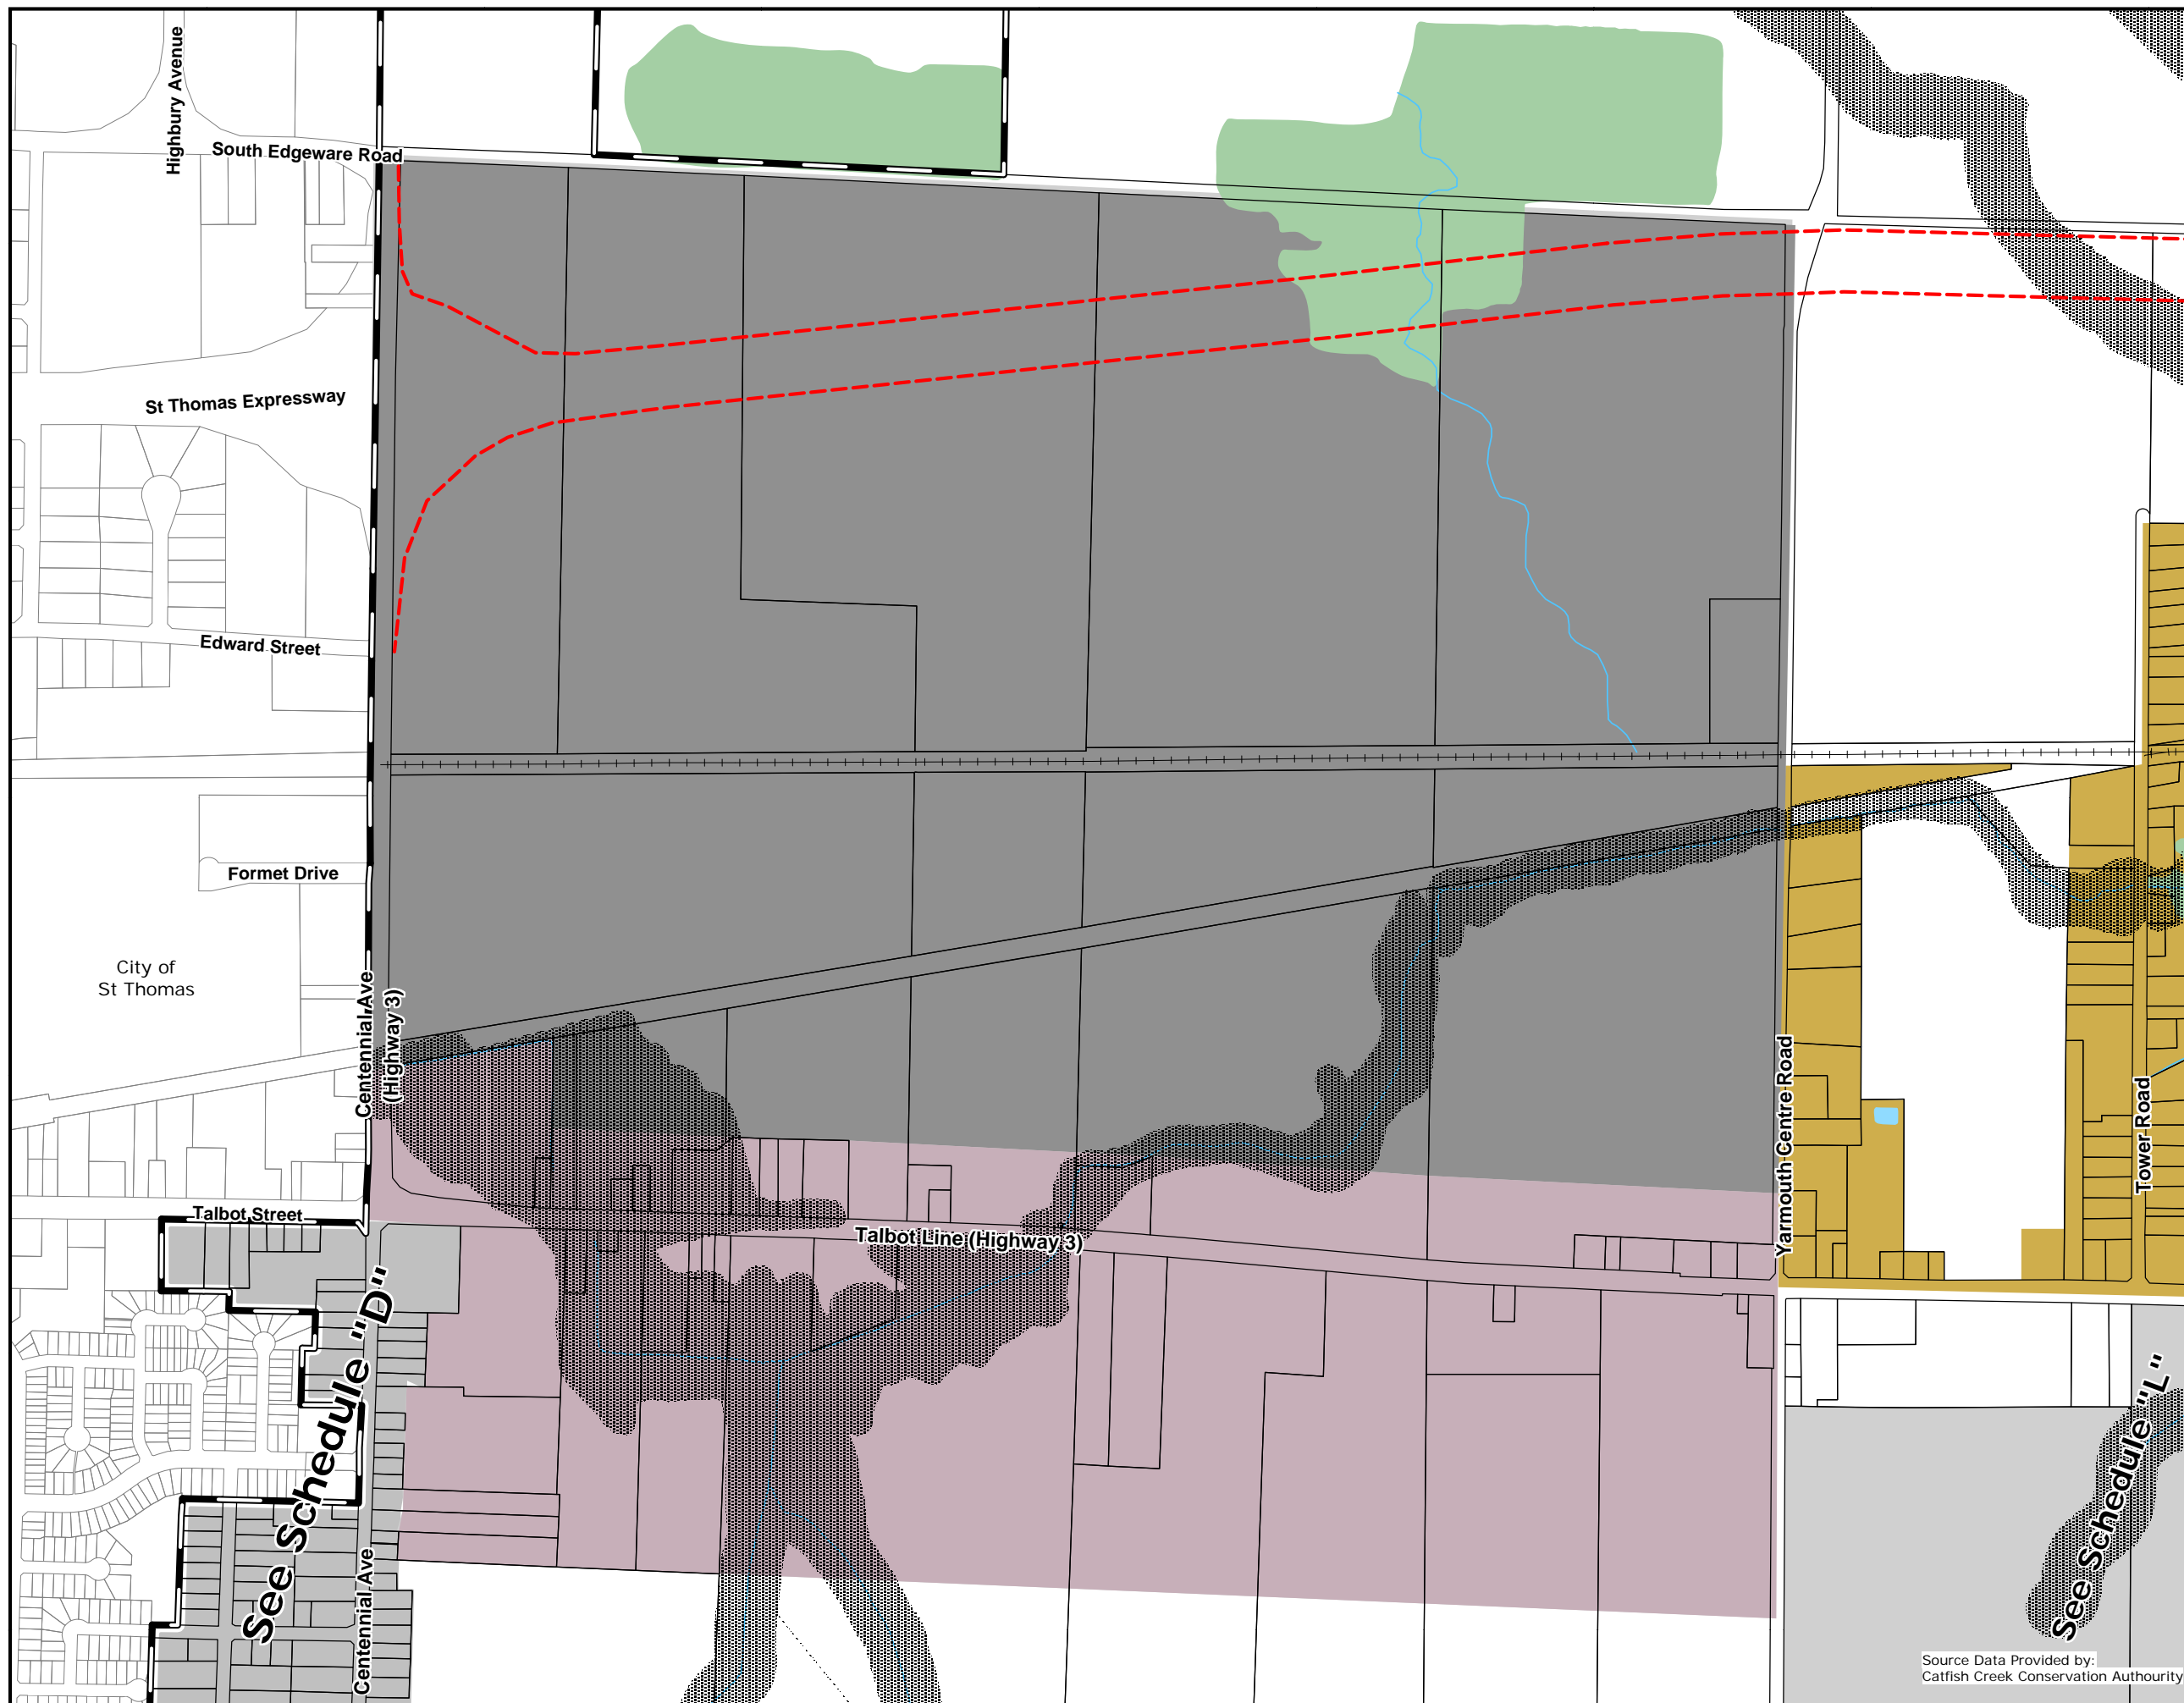 Highbury Avenue
South Edgeware Road
St Thomas Expressway
Edward Street
Formet Drive
City of
St Thomas
Centennial Ave
(Highway 3)
Talbot Street
Talbot Line (Highway 3)
Yarmouth Centre Road
Tower Road
See Schedule "D"
Centennial Ave
See Schedule "L"
Source Data Provided by:
Catfish Creek Conservation Authourity